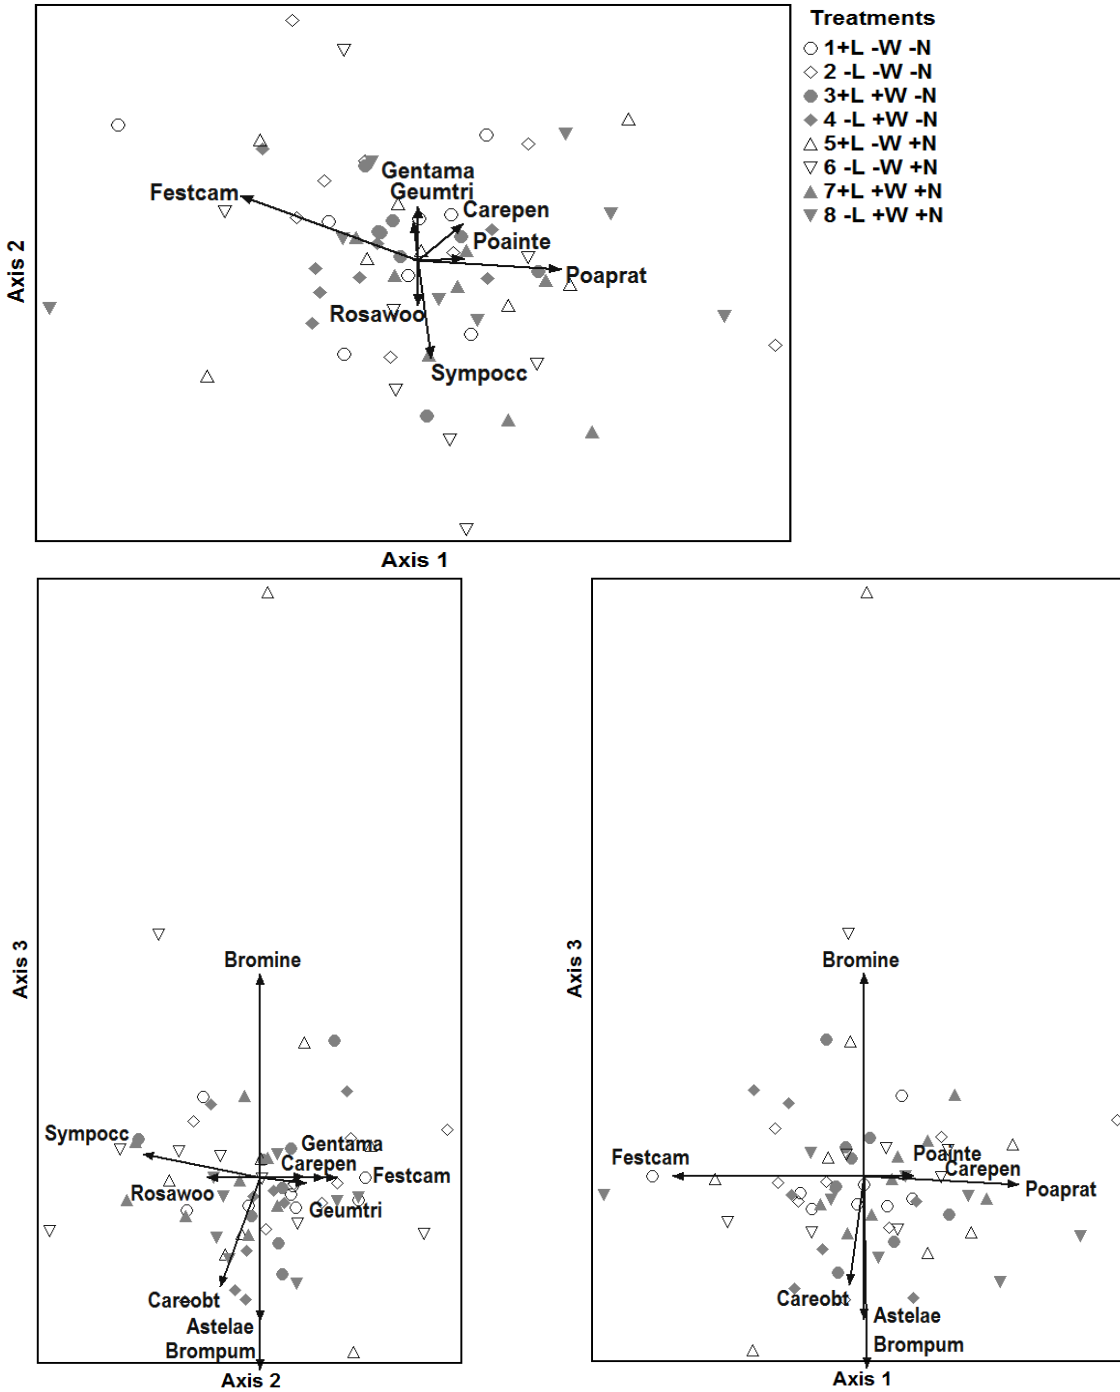 Treatments
1+L -W -N
2 -L -W -N
3+L +W -N
4 -L +W -N
5+L -W +N
6 -L -W +N
7+L +W +N
8 -L +W +N
Gentama
Festcam
Geumtri
Carepen
Poainte
Poaprat
Rosawoo
Sympocc
Axis 2
Axis 1
Bromine
Sympocc
Gentama
Carepen
Festcam
Rosawoo
Geumtri
Careobt
Astelae
Brompum
Axis 3
Axis 2
Bromine
Festcam
Poainte
Carepen
Poaprat
Careobt
Astelae
Brompum
Axis 3
Axis 1